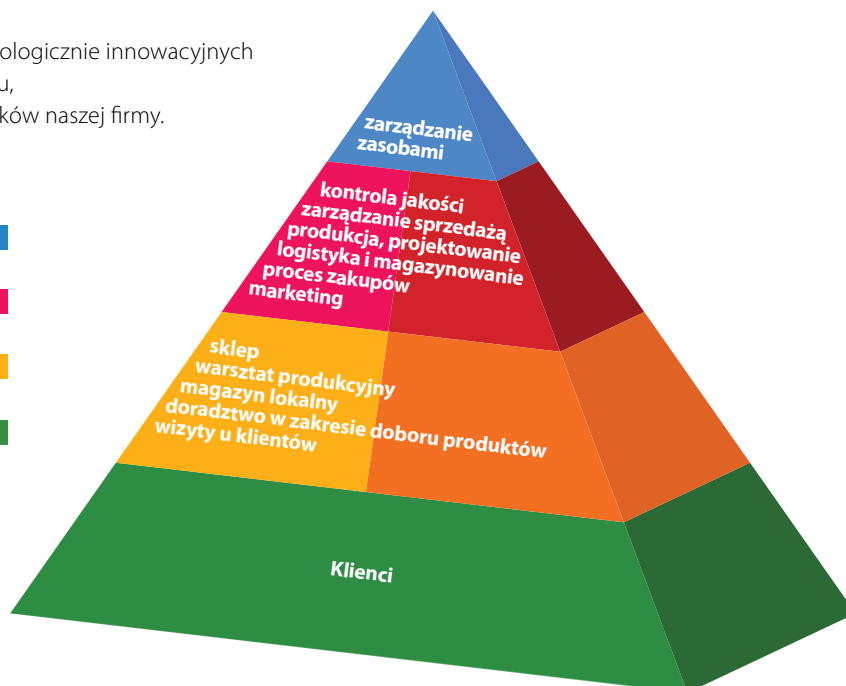 ologicznie innowacyjnych
u,
ków naszej firmy.
zarządzanie
zasobami
kontrola jakości
zarządzanie sprzedażą
produkcja, projektowanie
logistyka i magazynowanie
proces zakupów
marketing
sklep
warsztat produkcyjny
magazyn lokalny
doradztwo w zakresie doboru produktów
wizyty u klientów
Klienci